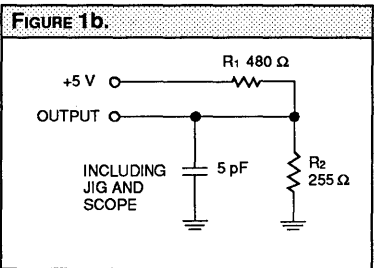 FIGURE 1b.
R1 480 Ω
+5 V
OUTPUT
INCLUDING
JIG AND
SCOPE
5 pF
R2
255 Ω